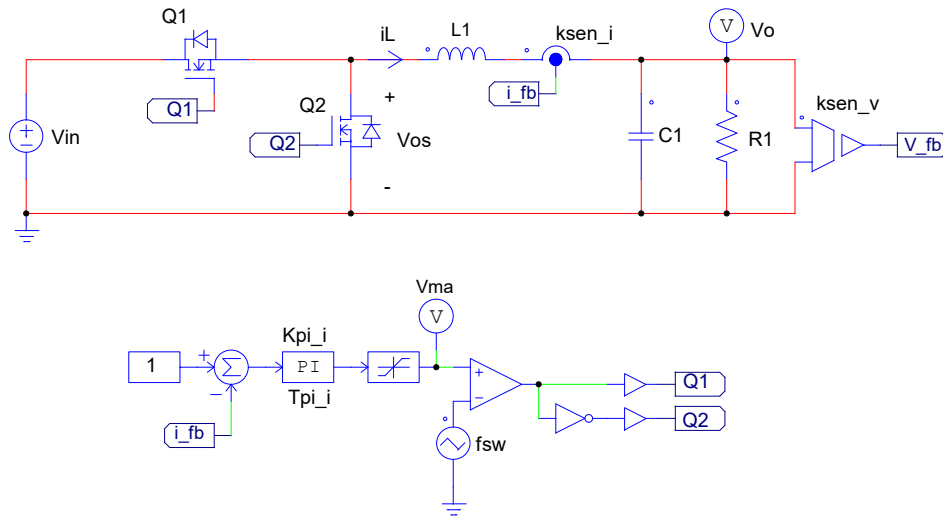 Q1
iL
L1
ksen_i
V
Vo
Q1
i_fb
ksen_v
Vin
Q2
+
Q2
Vos
C1
R1
V_fb
-
Vma
V
Kpi_i
1
+
Σ
PI
+
Q1
-
Tpi_i
-
Q2
i_fb
fsw